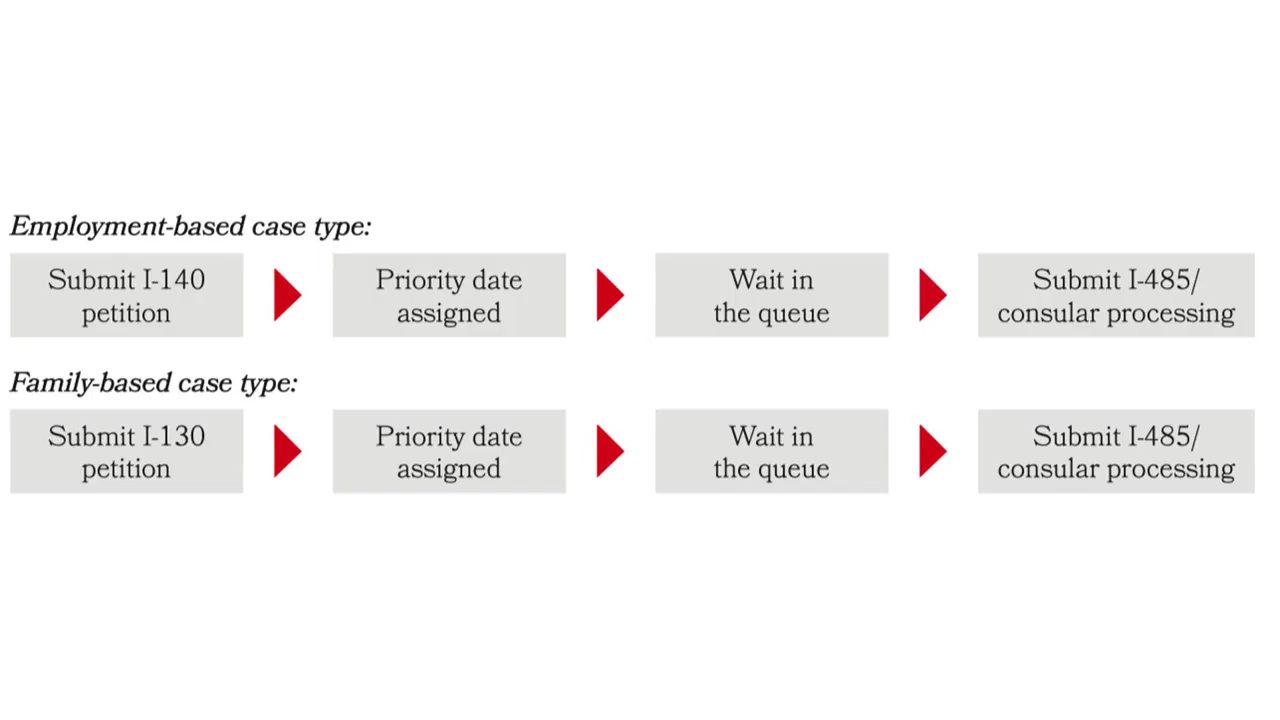 Employment-based case type:
Submit I-140
petition
Priority date
assigned
Wait in
the queue
Submit I-485/
consular processing
Family-based case type:
Submit I-130
petition
Priority date
assigned
Wait in
the queue
Submit I-485/
consular processing